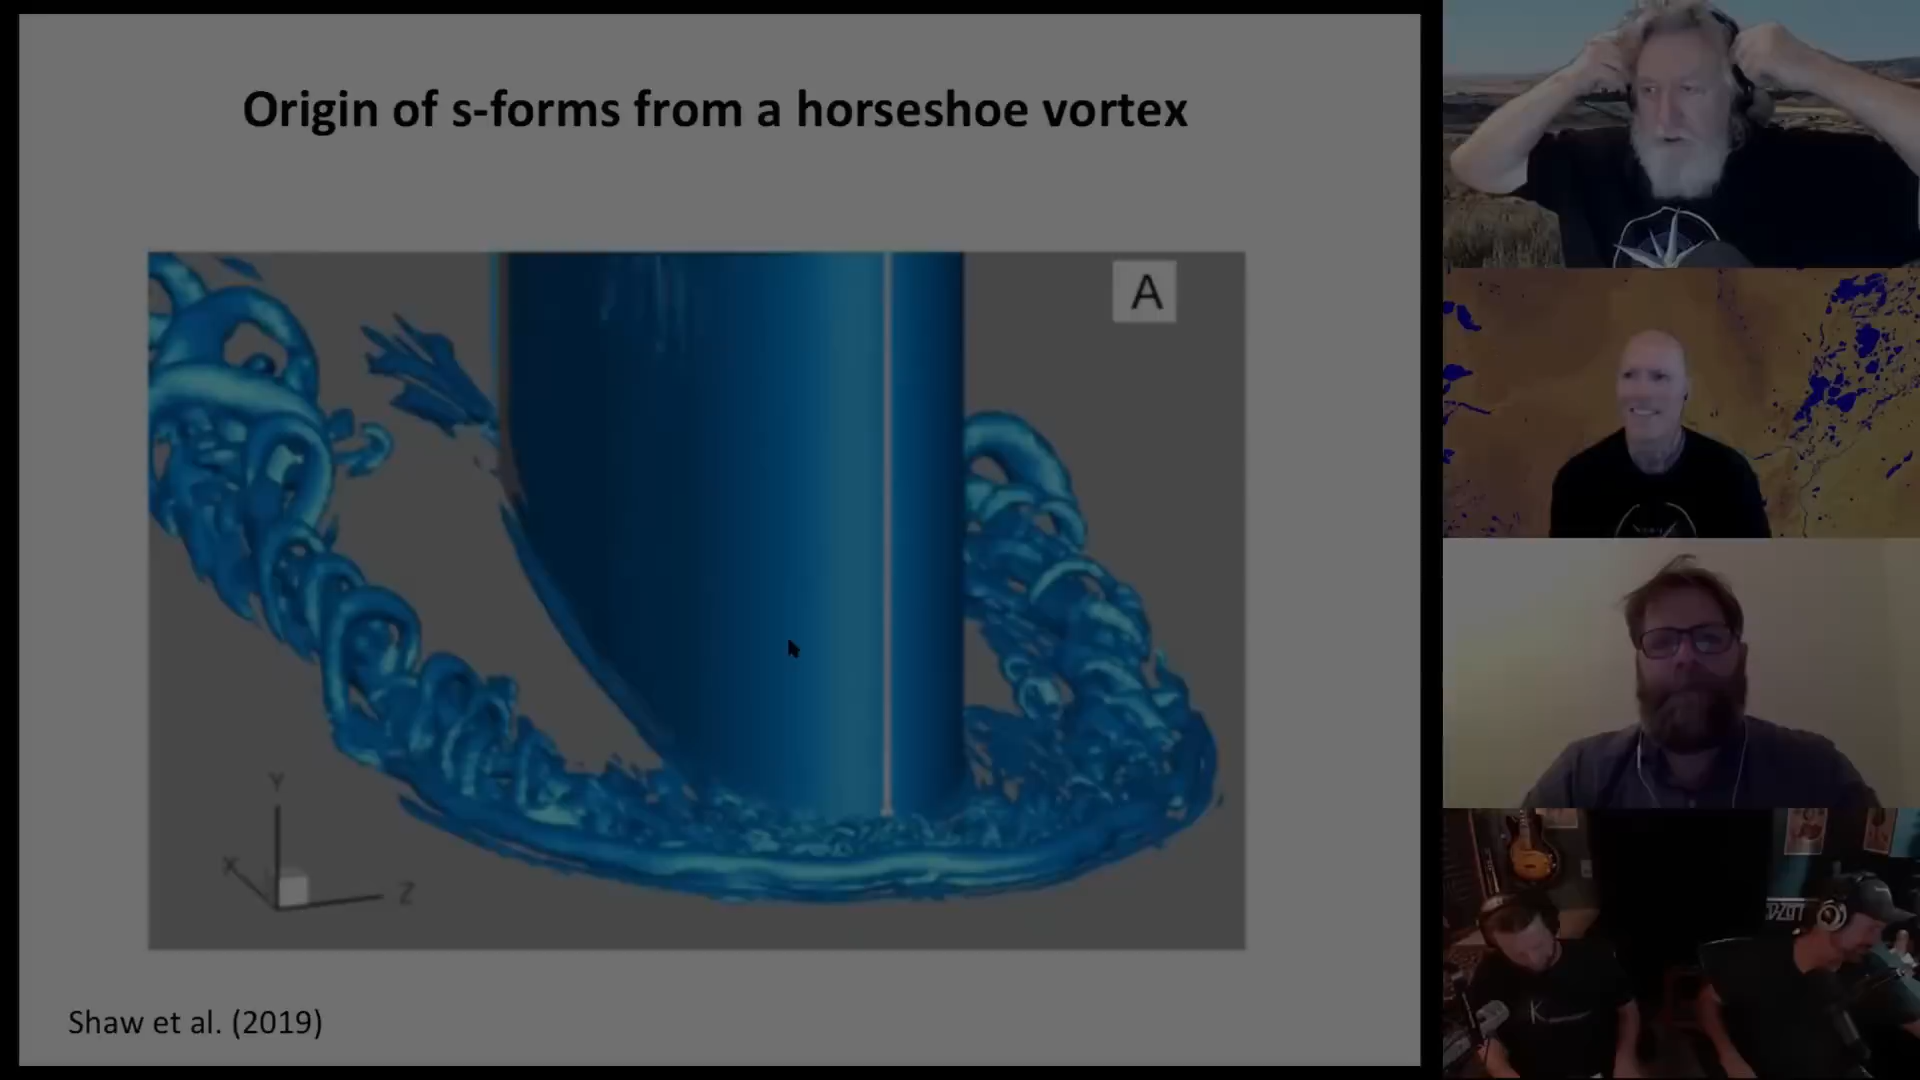 Origin of s-forms from a horseshoe vortex
A
Y
X
Z
Shaw et al. (2019)